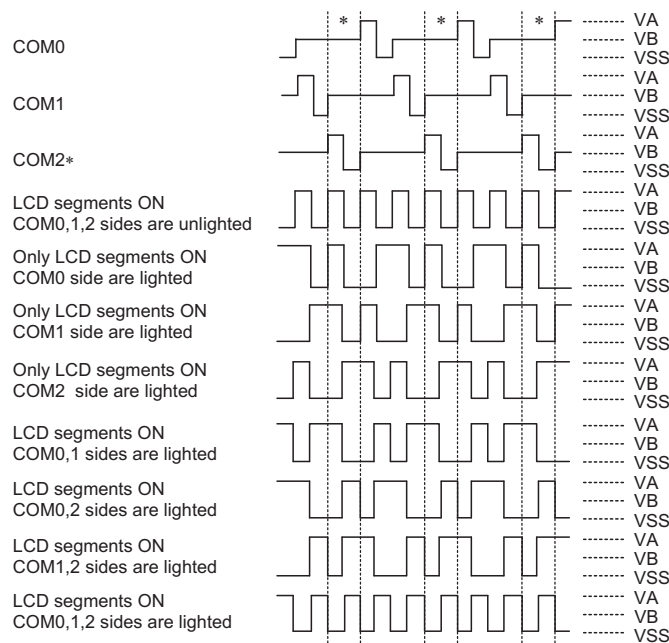 * * * VA
COM0 VB
VSS
VA
COM1 VB
VSS
VA
COM2* VB
VSS
LCD segments ON VA
COM0,1,2 sides are unlighted VB
VSS
Only LCD segments ON VA
COM0 side are lighted VB
VSS
Only LCD segments ON VA
COM1 side are lighted VB
VSS
Only LCD segments ON VA
COM2 side are lighted VB
VSS
LCD segments ON VA
COM0,1 sides are lighted VB
VSS
LCD segments ON VA
COM0,2 sides are lighted VB
VSS
LCD segments ON VA
COM1,2 sides are lighted VB
VSS
LCD segments ON VA
COM0,1,2 sides are lighted VB
VSS